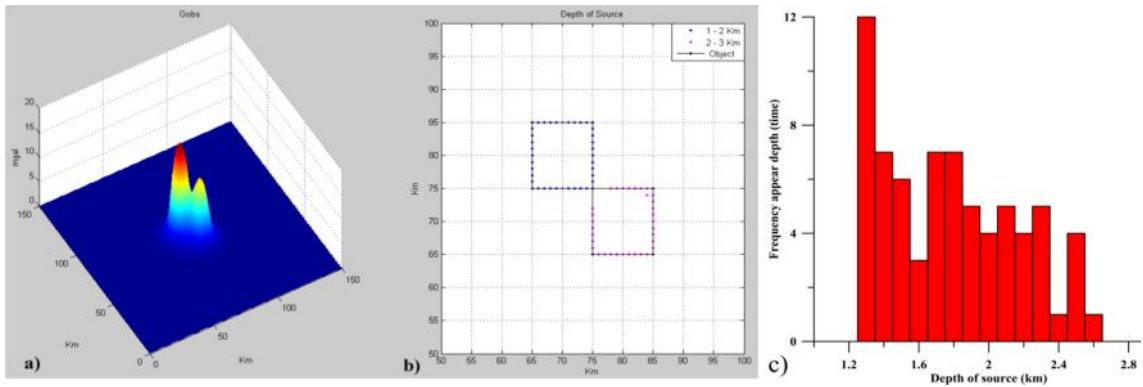 Gobs
mgal
20
15
10
5
0
150
100
50
0
Km
0
50
100
150
Km
a)
Depth of Source
1 - 2 Km
2 - 3 Km
Object
Km
100
95
90
85
80
75
70
65
60
55
50
50 55 60 65 70 75 80 85 90 95 100
Km
b)
Frequency appear depth (time)
12
8
4
0
1.2 1.6 2 2.4 2.8
Depth of source (km)
c)